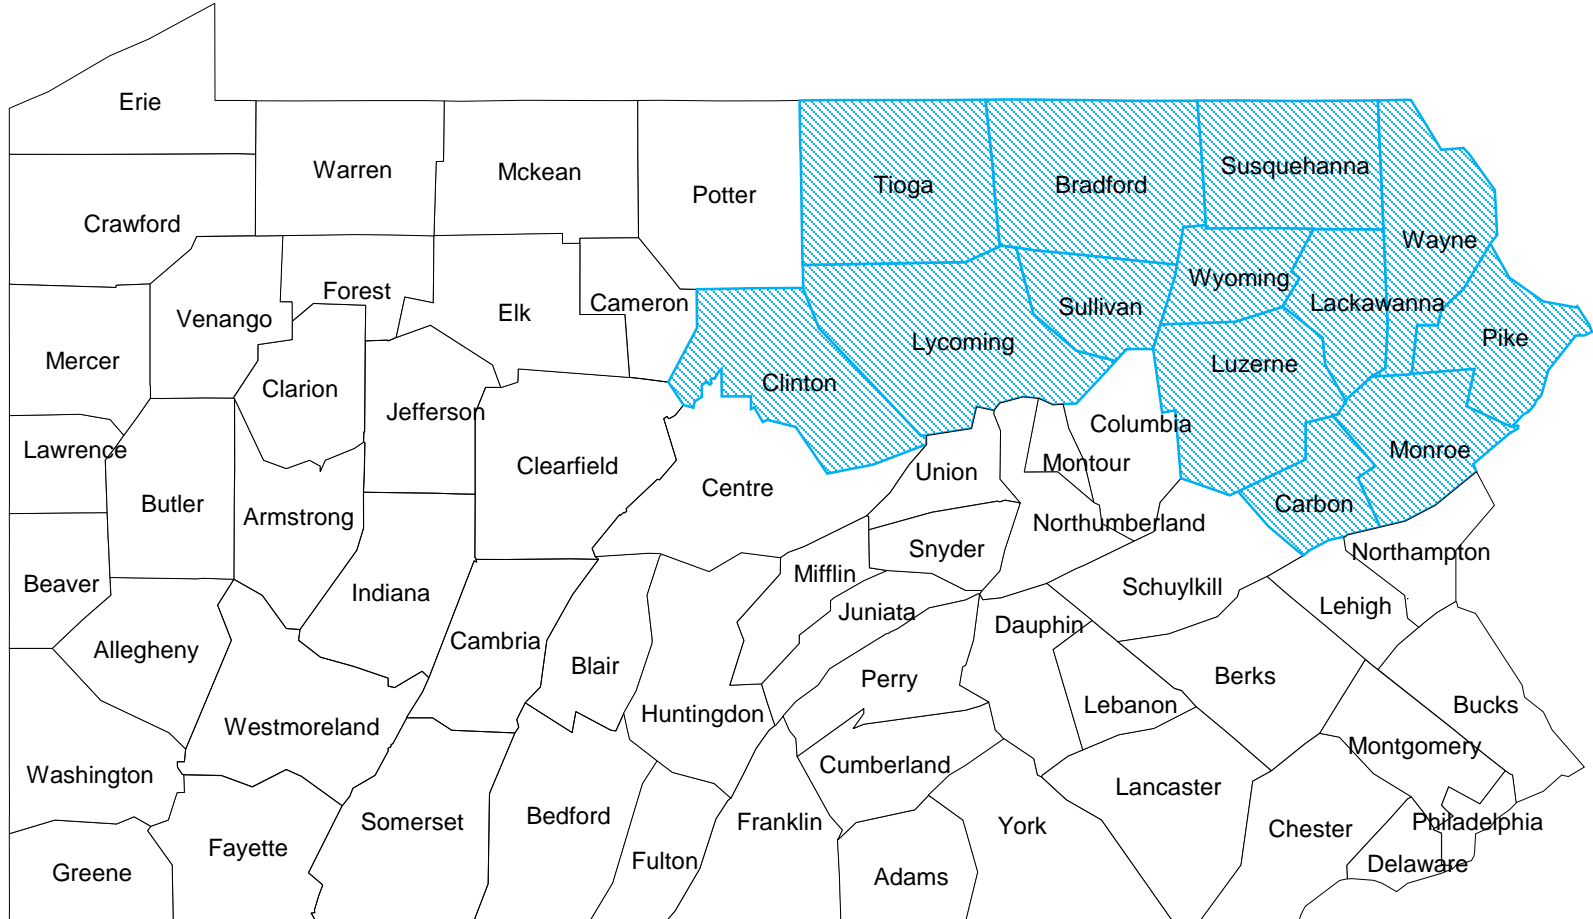 Erie
Warren
Mckean
Potter
Tioga
Bradford
Susquehanna
Crawford
Wayne
Wyoming
Forest
Cameron
Lackawanna
Sullivan
Venango
Elk
Lycoming
Pike
Mercer
Luzerne
Clinton
Clarion
Jefferson
Columbia
Lawrence
Monroe
Montour
Clearfield
Union
Centre
Butler
Carbon
Armstrong
Northumberland
Snyder
Northampton
Mifflin
Beaver
Schuylkill
Indiana
Lehigh
Juniata
Dauphin
Cambria
Allegheny
Blair
Berks
Perry
Lebanon
Bucks
Huntingdon
Westmoreland
Montgomery
Cumberland
Washington
Lancaster
Bedford
Somerset
Franklin
Philadelphia
York
Chester
Fayette
Fulton
Delaware
Greene
Adams